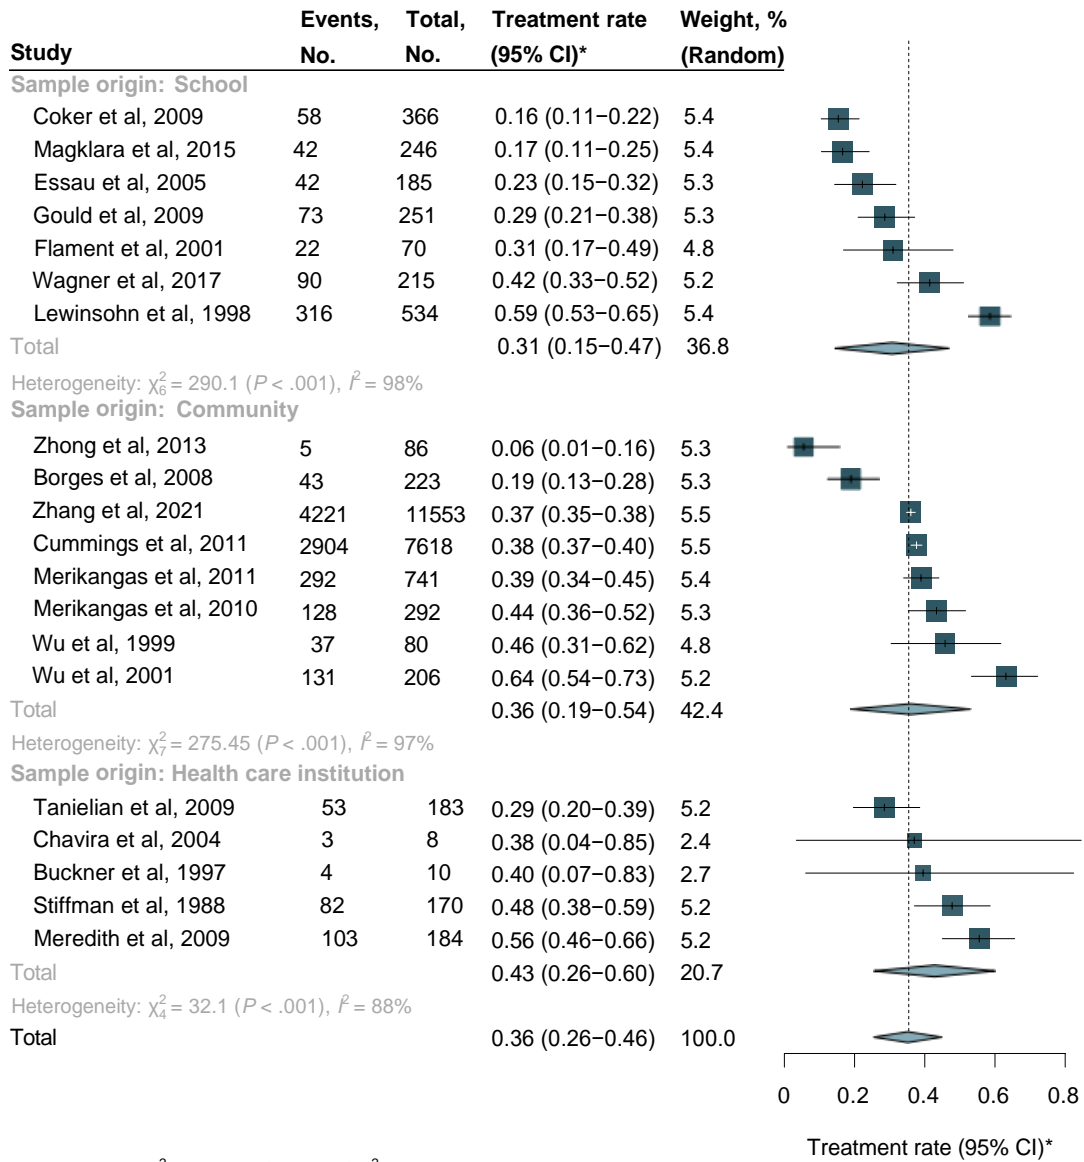 Events, Total, Treatment rate Weight, %
Study No. No. (95% CI)* (Random)
Sample origin: School
Coker et al, 2009 58 366 0.16 (0.11−0.22) 5.4
Magklara et al, 2015 42 246 0.17 (0.11−0.25) 5.4
Essau et al, 2005 42 185 0.23 (0.15−0.32) 5.3
Gould et al, 2009 73 251 0.29 (0.21−0.38) 5.3
Flament et al, 2001 22 70 0.31 (0.17−0.49) 4.8
Wagner et al, 2017 90 215 0.42 (0.33−0.52) 5.2
Lewinsohn et al, 1998 316 534 0.59 (0.53−0.65) 5.4
Total 0.31 (0.15−0.47) 36.8
Heterogeneity: χ²₆ = 290.1 (P < .001), I² = 98%
Sample origin: Community
Zhong et al, 2013 5 86 0.06 (0.01−0.16) 5.3
Borges et al, 2008 43 223 0.19 (0.13−0.28) 5.3
Zhang et al, 2021 4221 11553 0.37 (0.35−0.38) 5.5
Cummings et al, 2011 2904 7618 0.38 (0.37−0.40) 5.5
Merikangas et al, 2011 292 741 0.39 (0.34−0.45) 5.4
Merikangas et al, 2010 128 292 0.44 (0.36−0.52) 5.3
Wu et al, 1999 37 80 0.46 (0.31−0.62) 4.8
Wu et al, 2001 131 206 0.64 (0.54−0.73) 5.2
Total 0.36 (0.19−0.54) 42.4
Heterogeneity: χ²₇ = 275.45 (P < .001), I² = 97%
Sample origin: Health care institution
Tanielian et al, 2009 53 183 0.29 (0.20−0.39) 5.2
Chavira et al, 2004 3 8 0.38 (0.04−0.85) 2.4
Buckner et al, 1997 4 10 0.40 (0.07−0.83) 2.7
Stiffman et al, 1988 82 170 0.48 (0.38−0.59) 5.2
Meredith et al, 2009 103 184 0.56 (0.46−0.66) 5.2
Total 0.43 (0.26−0.60) 20.7
Heterogeneity: χ²₄ = 32.1 (P < .001), I² = 88%
Total 0.36 (0.26−0.46) 100.0
0 0.2 0.4 0.6 0.8
Treatment rate (95% CI)*